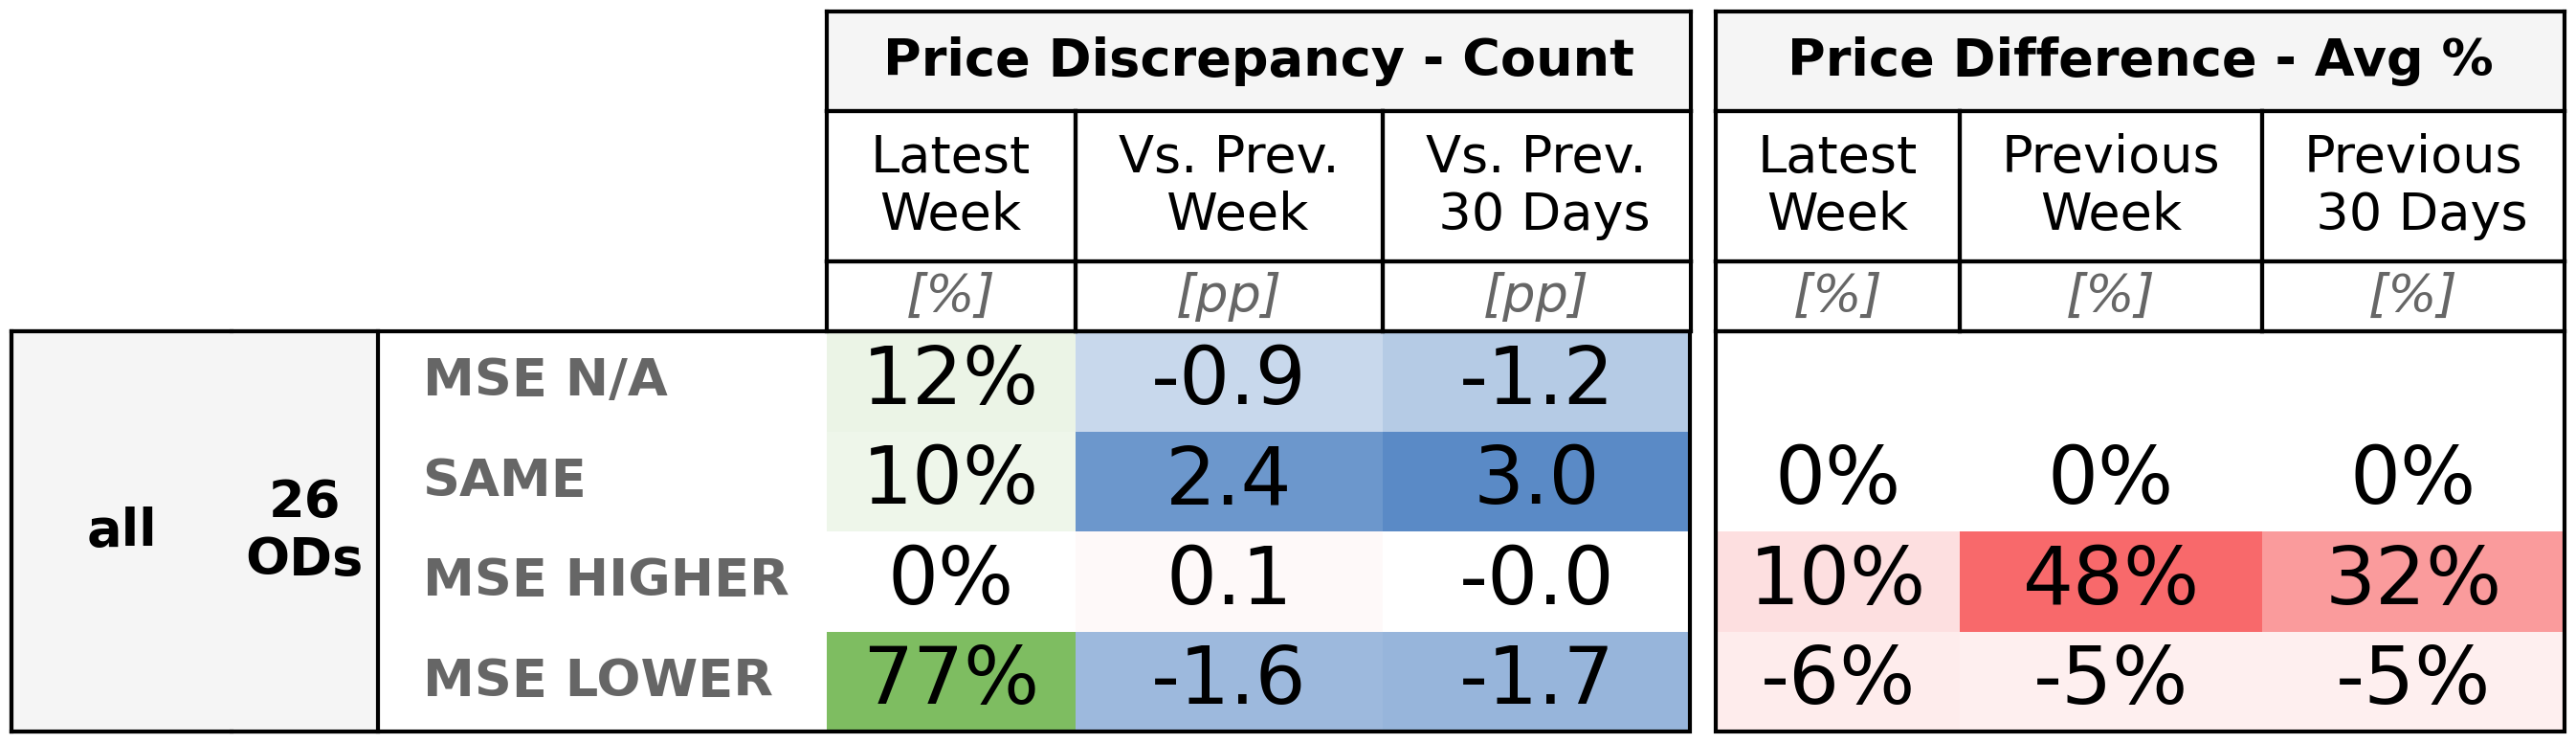 Price Discrepancy - Count Price Difference - Avg %
Latest Week Vs. Prev. Week Vs. Prev. 30 Days Latest Week Previous Week Previous 30 Days
[%] [pp] [pp] [%] [%] [%]
all 26 ODs
MSE N/A 12% -0.9 -1.2
SAME 10% 2.4 3.0 0% 0% 0%
MSE HIGHER 0% 0.1 -0.0 10% 48% 32%
MSE LOWER 77% -1.6 -1.7 -6% -5% -5%